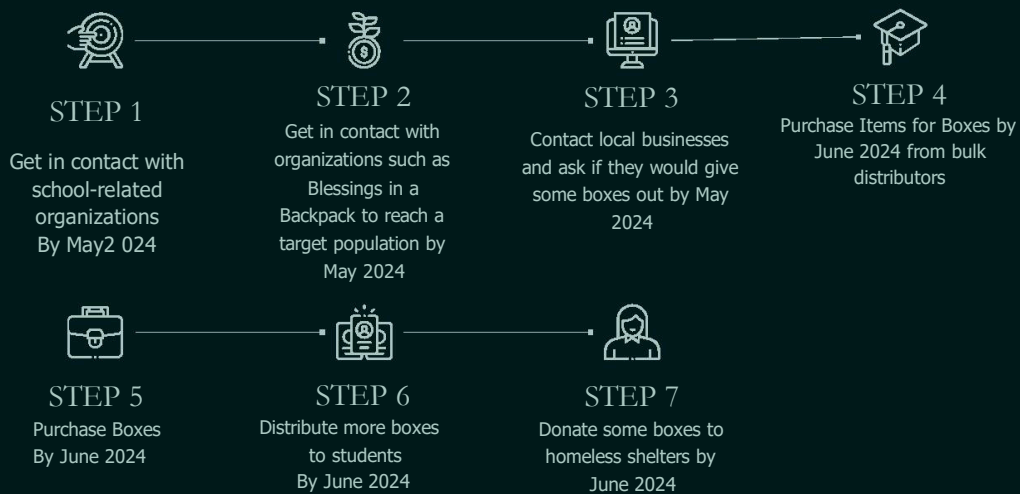 STEP 1
Get in contact with
school-related
organizations
By May2 024
STEP 2
Get in contact with
organizations such as
Blessings in a
Backpack to reach a
target population by
May 2024
STEP 3
Contact local businesses
and ask if they would give
some boxes out by May
2024
STEP 4
Purchase Items for Boxes by
June 2024 from bulk
distributors
STEP 5
Purchase Boxes
By June 2024
STEP 6
Distribute more boxes
to students
By June 2024
STEP 7
Donate some boxes to
homeless shelters by
June 2024